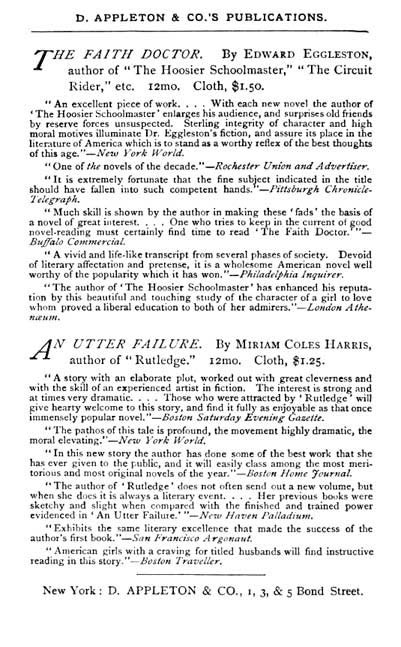 D. APPLETON & CO.'S PUBLICATIONS.
THE FAITH DOCTOR. By EDWARD EGGLESTON,
author of "The Hoosier Schoolmaster," "The Circuit
Rider," etc. 12mo. Cloth, $1.50.
"An excellent piece of work. . . . With each new novel the author of
'The Hoosier Schoolmaster' enlarges his audience, and surprises old friends
by reserve forces unsuspected. Sterling integrity of character and high
moral motives illuminate Dr. Eggleston's fiction, and assure its place in the
literature of America which is to stand as a worthy reflex of the best thoughts
of this age."—New York World.
"One of the novels of the decade."—Rochester Union and Advertiser.
"It is extremely fortunate that the fine subject indicated in the title
should have fallen into such competent hands."—Pittsburgh Chronicle-
Telegraph.
"Much skill is shown by the author in making these 'fads' the basis of
a novel of great interest. . . . One who tries to keep in the current of good
novel-reading must certainly find time to read 'The Faith Doctor.'"—
Buffalo Commercial.
"A vivid and life-like transcript from several phases of society. Devoid
of literary affectation and pretense, it is a wholesome American novel well
worthy of the popularity which it has won."—Philadelphia Inquirer.
"The author of 'The Hoosier Schoolmaster' has enhanced his reputa-
tion by this beautiful and touching study of the character of a girl to love
whom proved a liberal education to both of her admirers."—London Athe-
næum.
AN UTTER FAILURE. By MIRIAM COLES HARRIS,
author of "Rutledge." 12mo. Cloth, $1.25.
"A story with an elaborate plot, worked out with great cleverness and
with the skill of an experienced artist in fiction. The interest is strong and
at times very dramatic. . . . Those who were attracted by 'Rutledge' will
give hearty welcome to this story, and find it fully as enjoyable as that once
immensely popular novel."—Boston Saturday Evening Gazette.
"The pathos of this tale is profound, the movement highly dramatic, the
moral elevating."—New York World.
"In this new story the author has done some of the best work that she
has ever given to the public, and it will easily class among the most meri-
torious and most original novels of the year."—Boston Home Journal.
"The author of 'Rutledge' does not often send out a new volume, but
when she does it is always a literary event. . . . Her previous books were
sketchy and slight when compared with the finished and trained power
evidenced in 'An Utter Failure.'"—New Haven Palladium.
"Exhibits the same literary excellence that made the success of the
author's first book."—San Francisco Argonaut.
"American girls with a craving for titled husbands will find instructive
reading in this story."—Boston Traveller.
New York: D. APPLETON & CO., 1, 3, & 5 Bond Street.